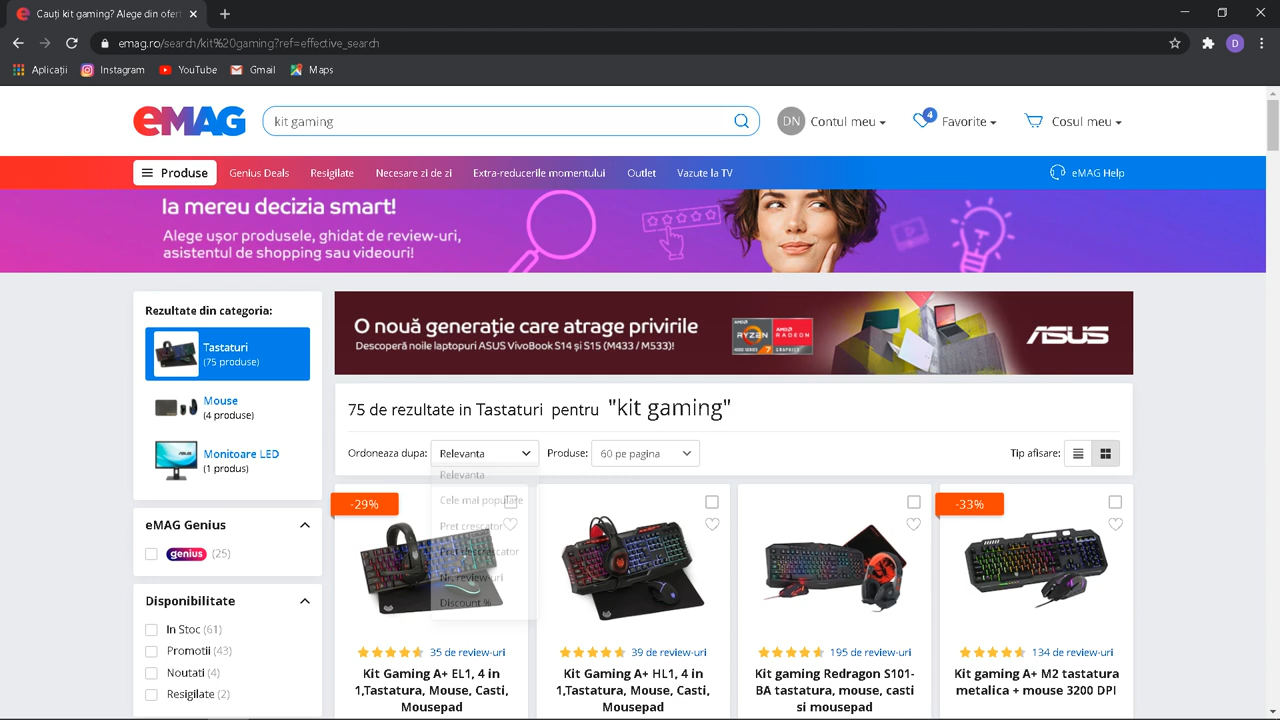 Cauți kit gaming? Alege din ofert
emag.ro/search/kit%20gaming?ref=effective_search
D
Aplicații Instagram YouTube Gmail Maps
eMAG
kit gaming
DN Contul meu
4 Favorite
Cosul meu
Produse Genius Deals Resigilate Necesare zi de zi Extra-reducerile momentului Outlet Vazute la TV eMAG Help
Ia mereu decizia smart!
Alege ușor produsele, ghidat de review-uri,
asistentul de shopping sau videouri!
Rezultate din categoria:
Tastaturi
(75 produse)
Mouse
(4 produse)
Monitoare LED
(1 produs)
eMAG Genius
genius (25)
Disponibilitate
In Stoc (61)
Promotii (43)
Noutati (4)
Resigilate (2)
O nouă generație care atrage privirile
Descoperă noile laptopuri ASUS VivoBook S14 și S15 (M433 / M533)!
AMD RYZEN 7 AMD RADEON GRAPHICS
ASUS
75 de rezultate in Tastaturi pentru "kit gaming"
Ordoneaza dupa: Relevanta Produse: 60 pe pagina Tip afisare:
Relevanta
Cele mai populare
Pret crescator
Pret descrescator
Nr. review-uri
Discount %
-29%
35 de review-uri
Kit Gaming A+ EL1, 4 in
1,Tastatura, Mouse, Casti,
Mousepad
39 de review-uri
Kit Gaming A+ HL1, 4 in
1,Tastatura, Mouse, Casti,
Mousepad
195 de review-uri
Kit gaming Redragon S101-
BA tastatura, mouse, casti
si mousepad
-33%
134 de review-uri
Kit gaming A+ M2 tastatura
metalica + mouse 3200 DPI